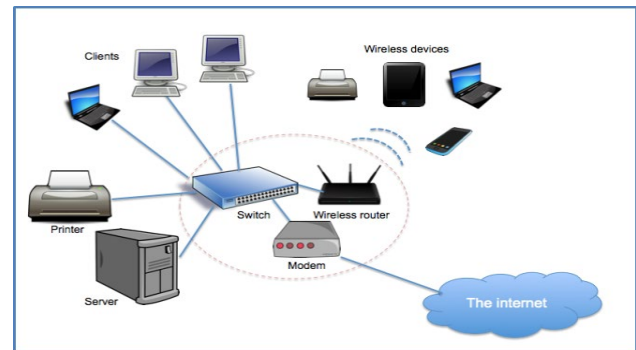 Clients
Wireless devices
Printer
Switch
Wireless router
Modem
Server
The internet